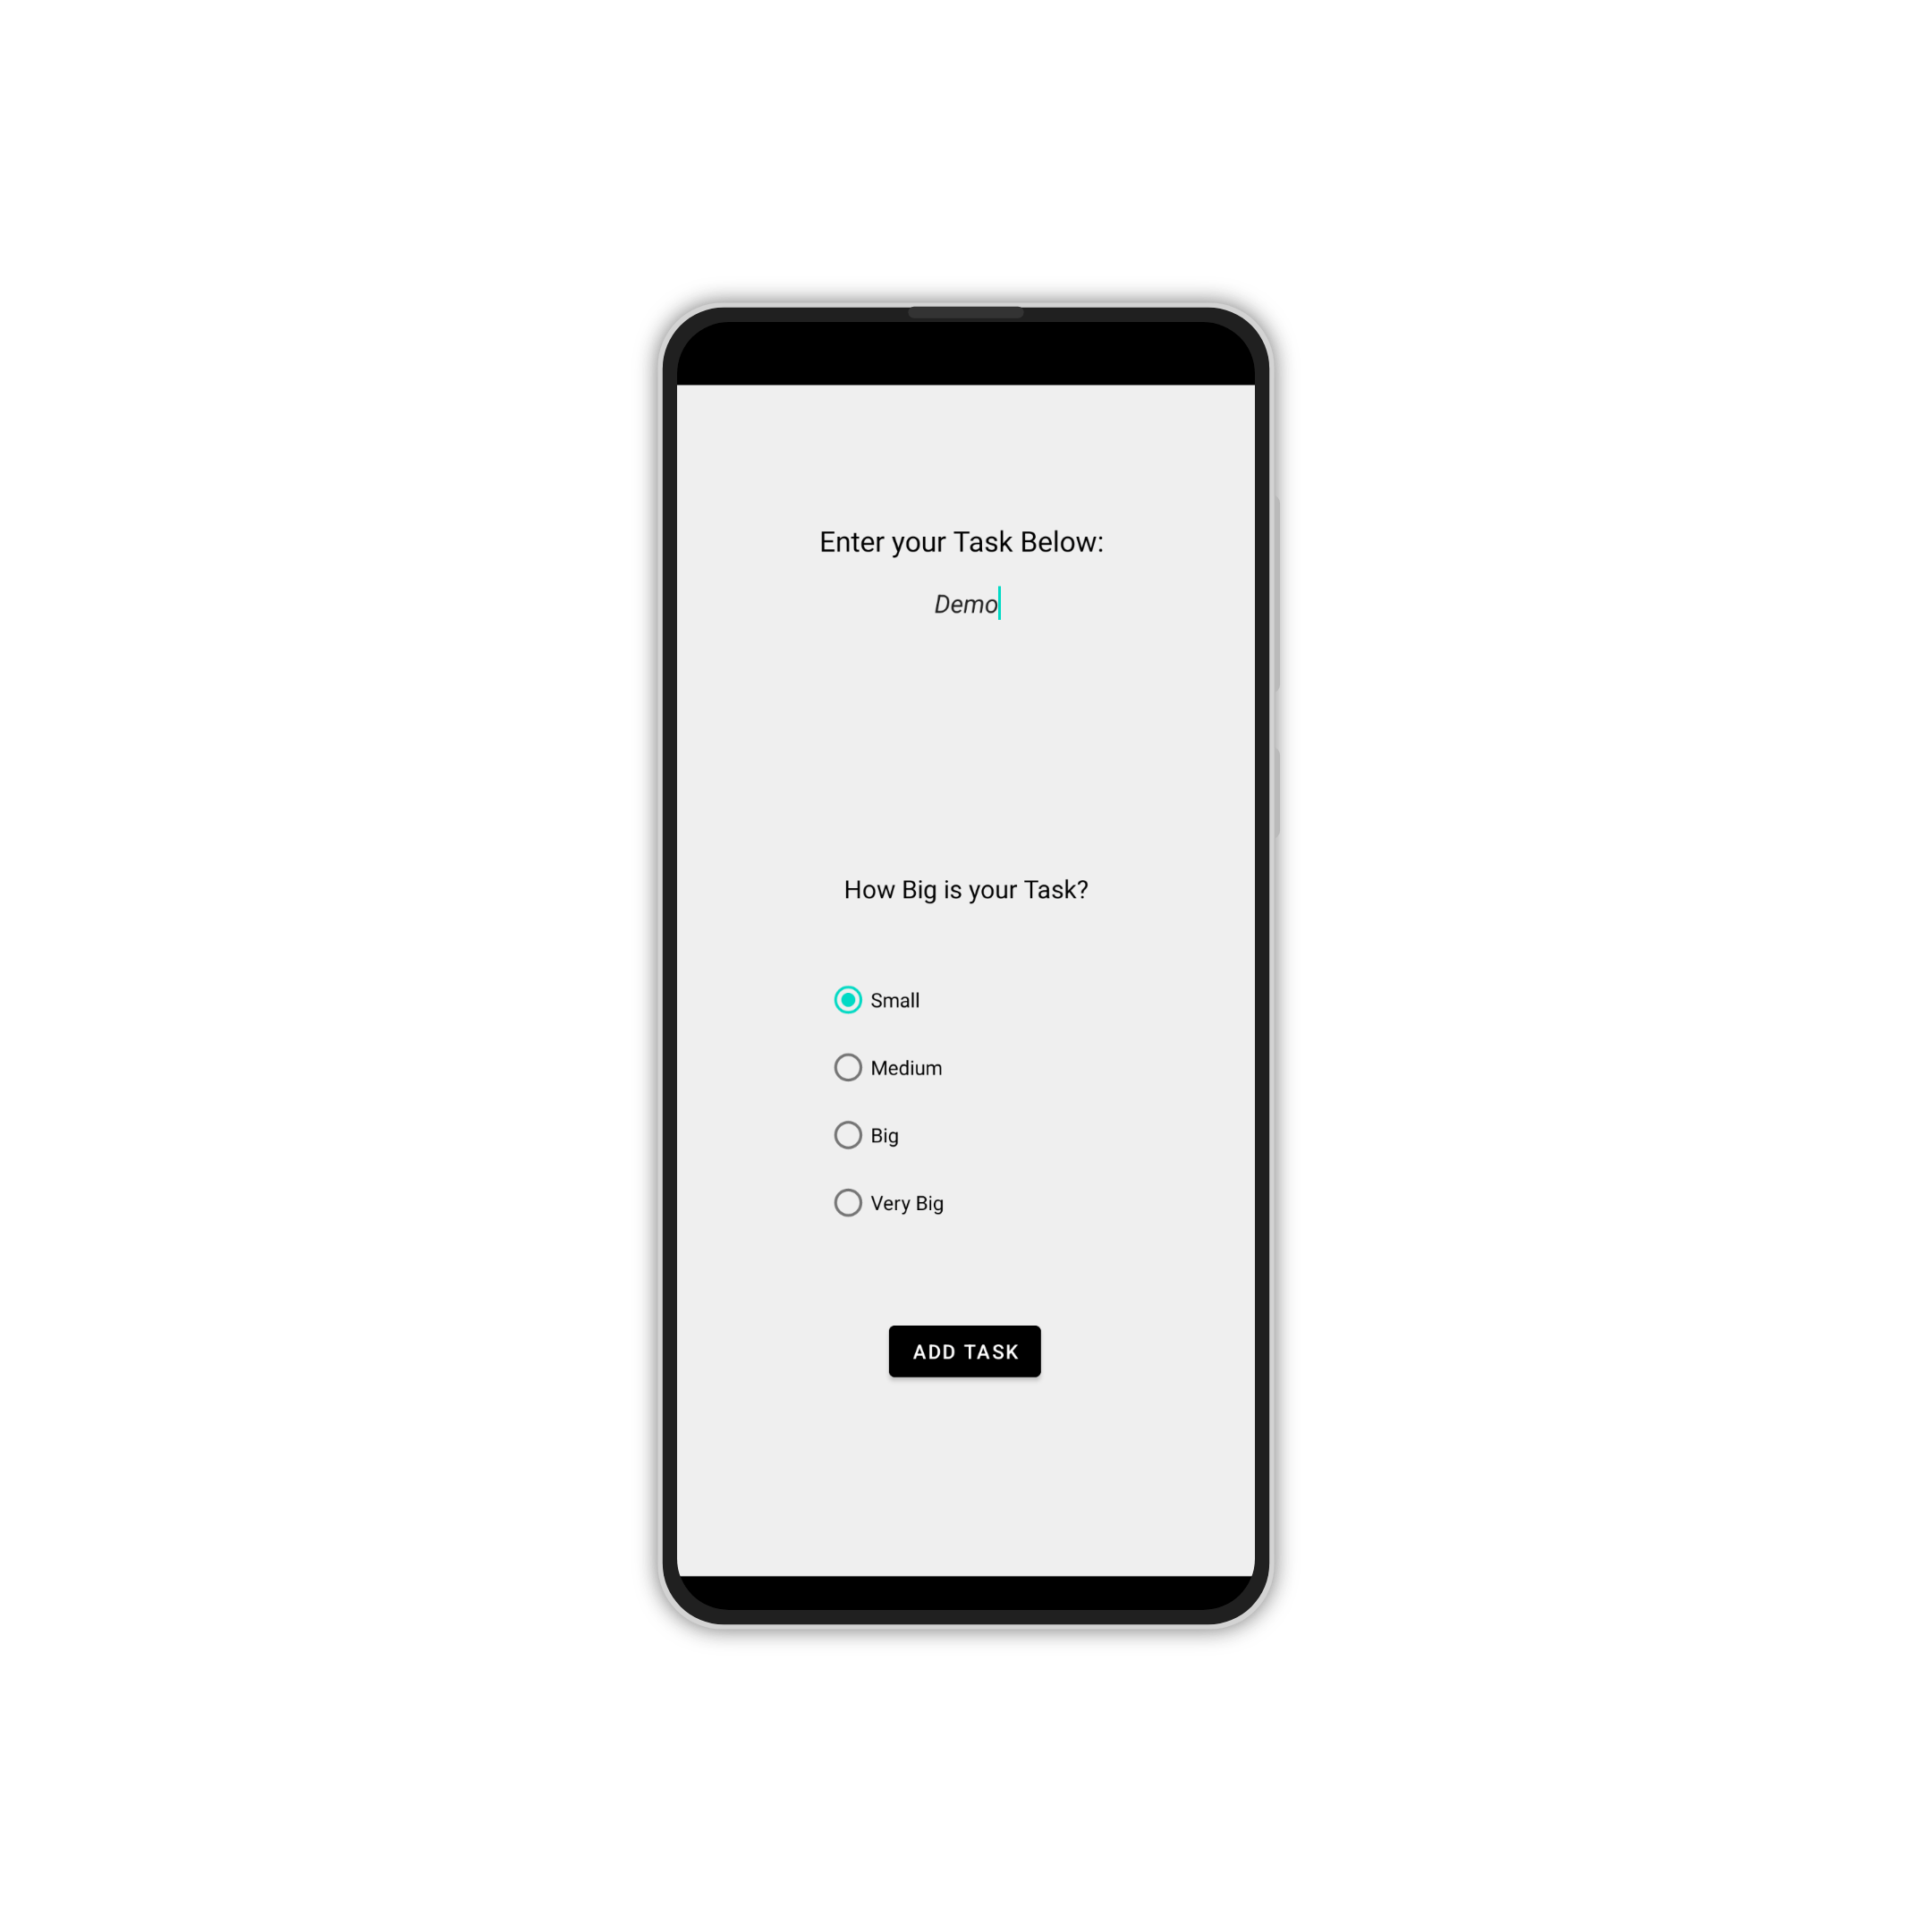 Enter your Task Below:
Demo
How Big is your Task?
Small
Medium
Big
Very Big
ADD TASK